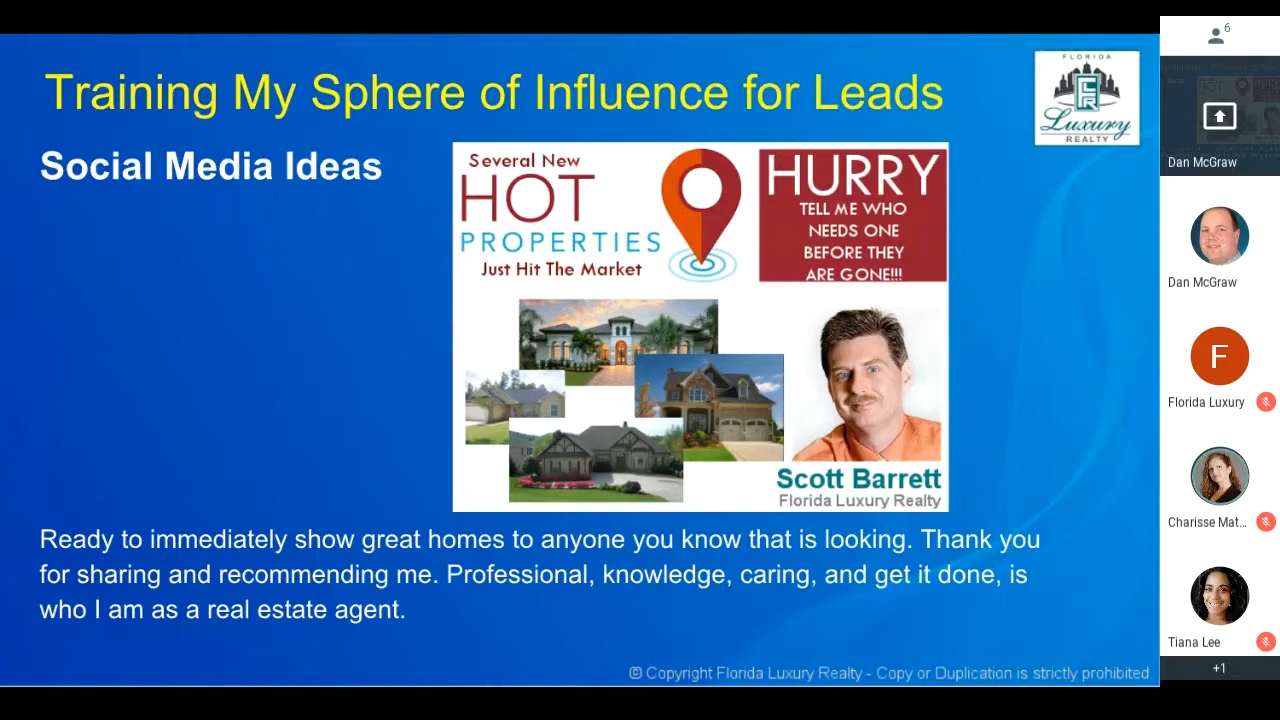 Training My Sphere of Influence for Leads
FLORIDA
FLR
Luxury
REALTY
Social Media Ideas
Several New
HOT
PROPERTIES
Just Hit The Market
HURRY
TELL ME WHO
NEEDS ONE
BEFORE THEY
ARE GONE!!!
Scott Barrett
Florida Luxury Realty
Ready to immediately show great homes to anyone you know that is looking. Thank you
for sharing and recommending me. Professional, knowledge, caring, and get it done, is
who I am as a real estate agent.
© Copyright Florida Luxury Realty - Copy or Duplication is strictly prohibited.
6
Dan McGraw
Dan McGraw
F
Florida Luxury
Charisse Mat...
Tiana Lee
+1